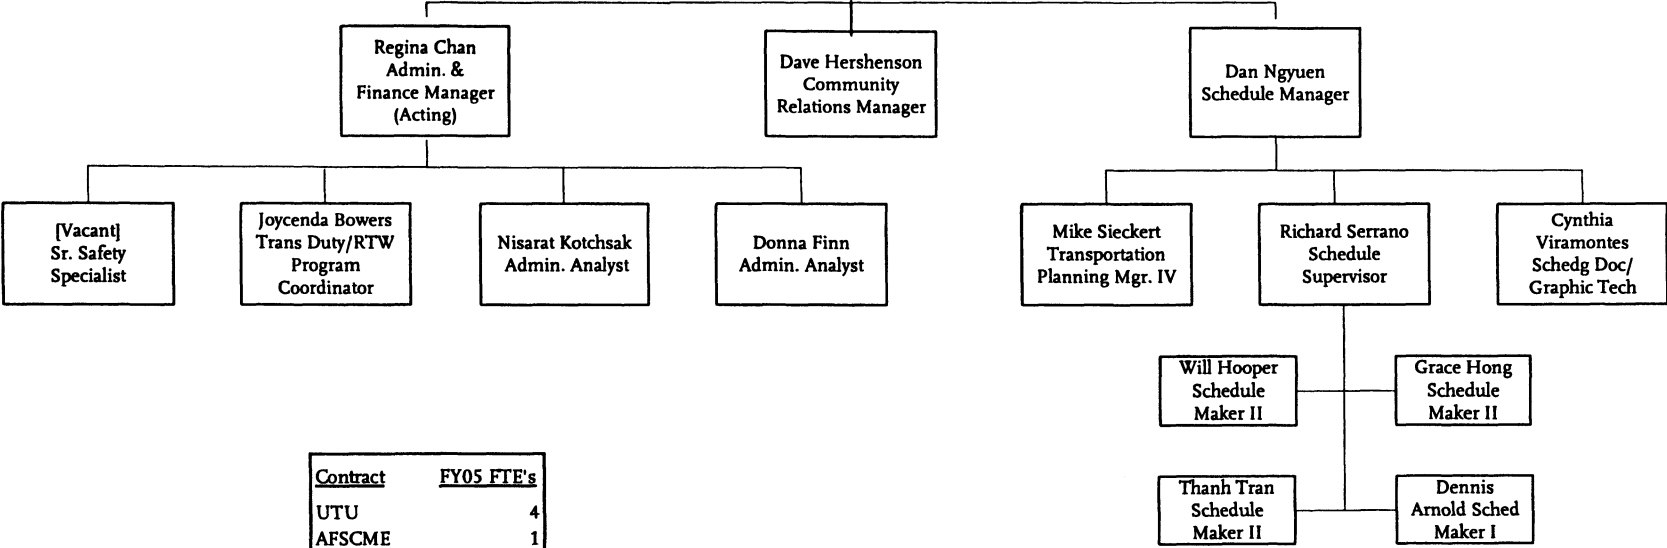 Regina Chan
Admin. &
Finance Manager
(Acting)
Dave Hershenson
Community
Relations Manager
Dan Ngyuen
Schedule Manager
[Vacant]
Sr. Safety
Specialist
Joycenda Bowers
Trans Duty/RTW
Program
Coordinator
Nisarat Kotchsak
Admin. Analyst
Donna Finn
Admin. Analyst
Mike Sieckert
Transportation
Planning Mgr. IV
Richard Serrano
Schedule
Supervisor
Cynthia
Viramontes
Schedg Doc/
Graphic Tech
Will Hooper
Schedule
Maker II
Grace Hong
Schedule
Maker II
Thanh Tran
Schedule
Maker II
Dennis
Arnold Sched
Maker I
Contract FY05 FTE's
UTU 4
AFSCME 1